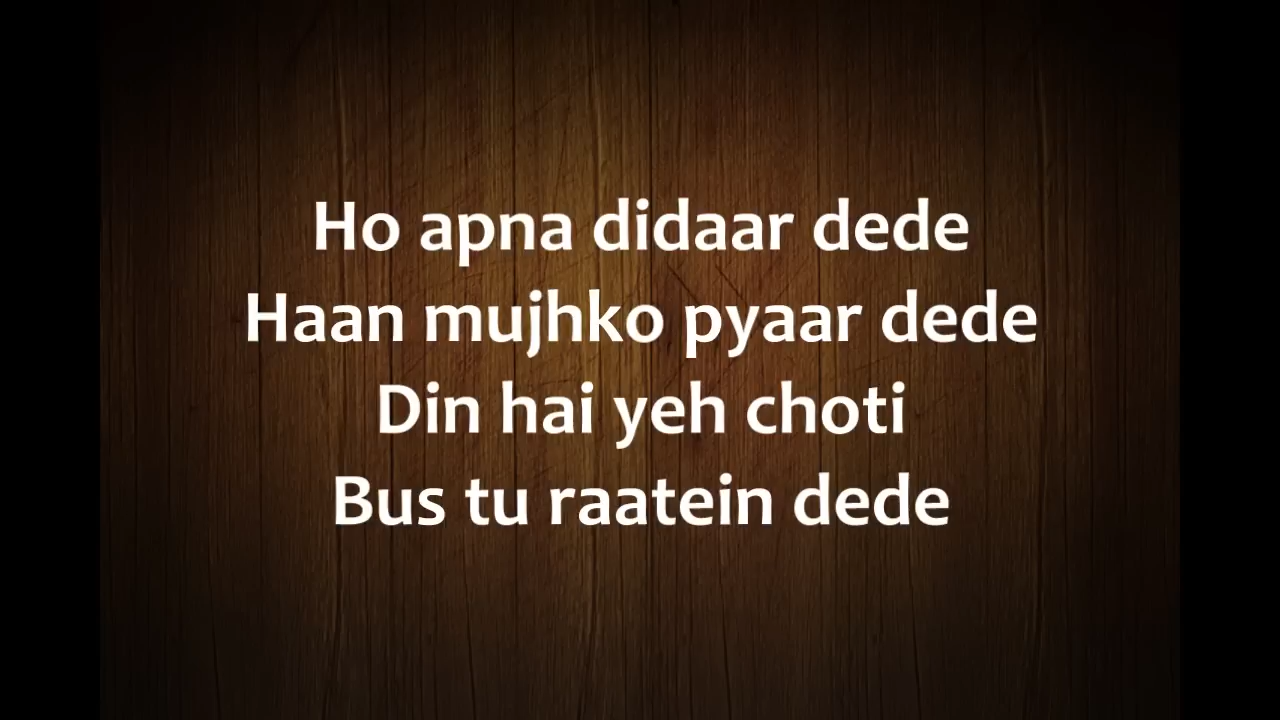 Ho apna didaar dede
Haan mujhko pyaar dede
Din hai yeh choti
Bus tu raatein dede